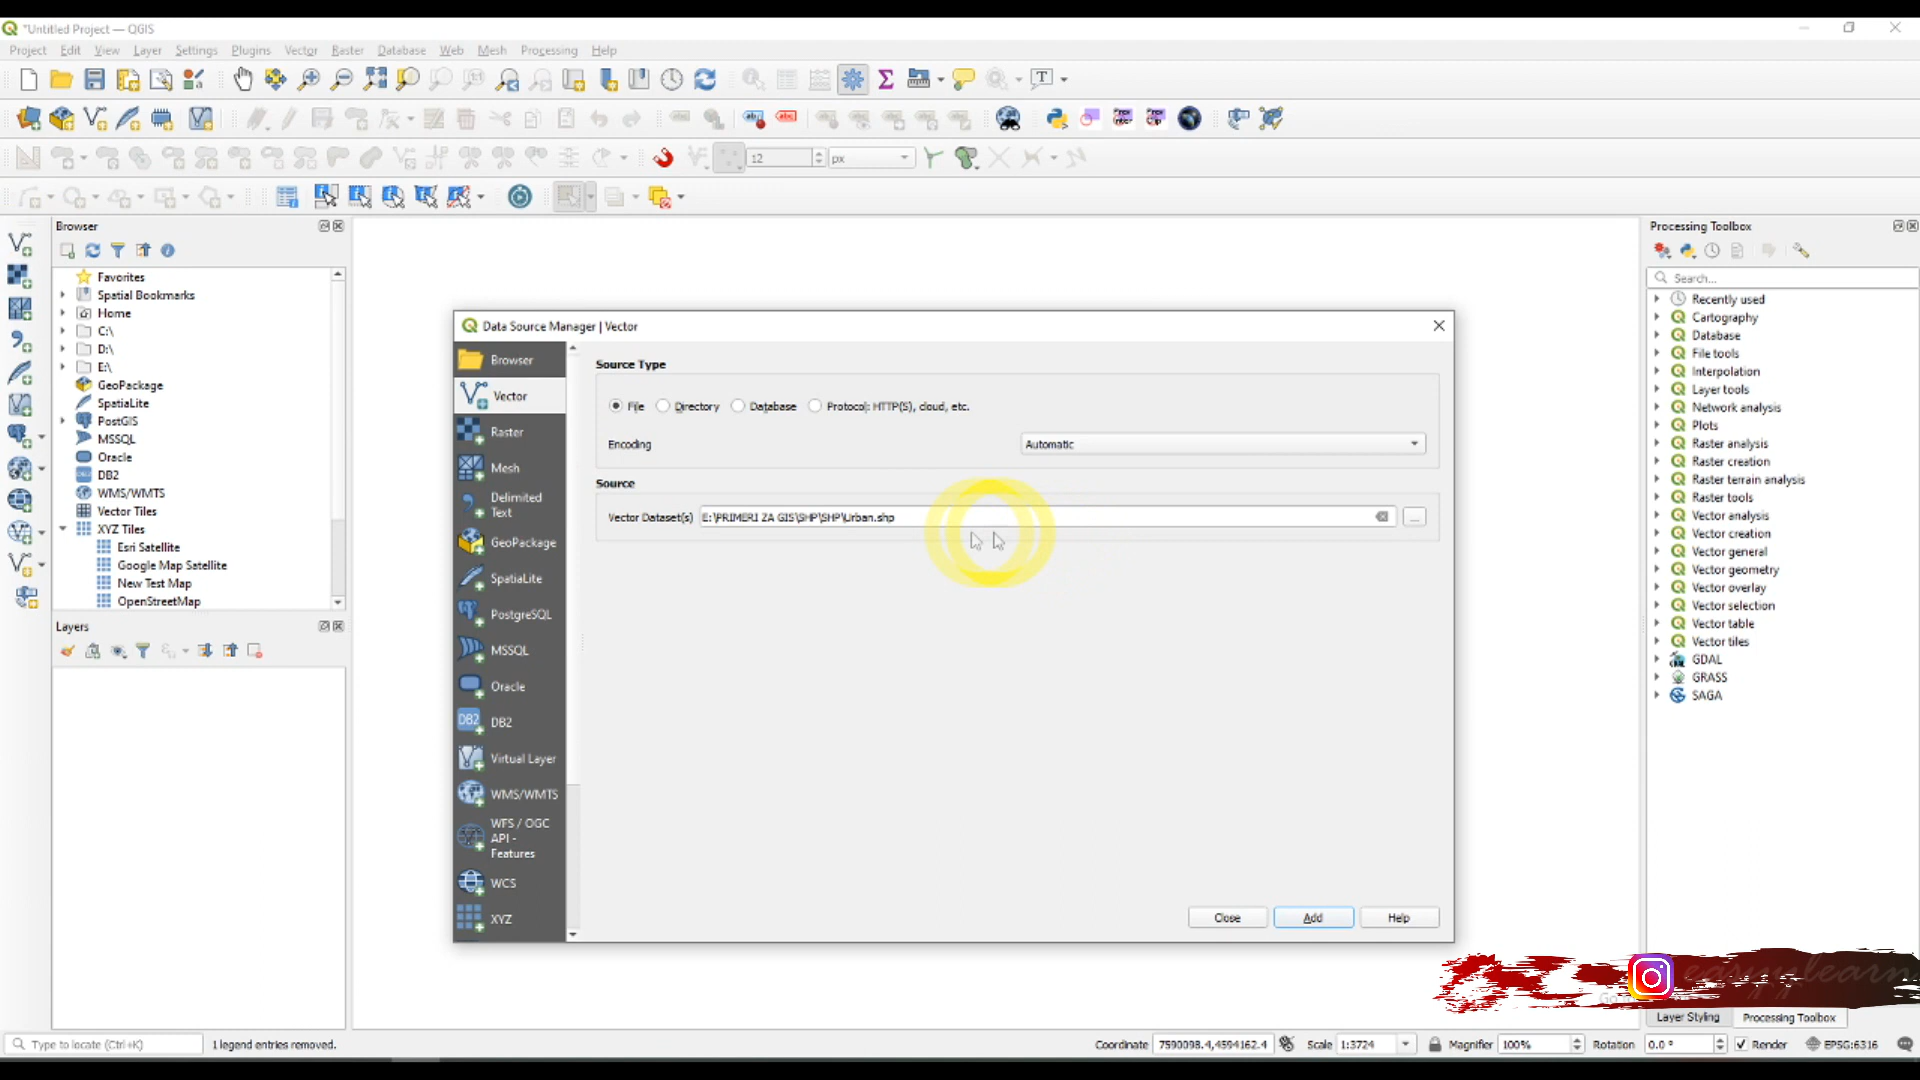 *Untitled Project — QGIS
Project Edit View Layer Settings Plugins Vector Raster Database Web Mesh Processing Help
12 px
Browser
Favorites
Spatial Bookmarks
Home
C:\
D:\
E:\
GeoPackage
SpatiaLite
PostGIS
MSSQL
Oracle
DB2
WMS/WMTS
Vector Tiles
XYZ Tiles
Esri Satellite
Google Map Satellite
New Test Map
OpenStreetMap
Layers
Data Source Manager | Vector
Browser
Vector
Raster
Mesh
Delimited
Text
GeoPackage
SpatiaLite
PostgreSQL
MSSQL
Oracle
DB2
Virtual Layer
WMS/WMTS
WFS / OGC
API -
Features
WCS
XYZ
Source Type
File Directory Database Protocol: HTTP(S), cloud, etc.
Encoding Automatic
Source
Vector Dataset(s) E:\PRIMERI ZA GIS\SHP\SHP\Urban.shp
Close Add Help
Processing Toolbox
Search...
Recently used
Cartography
Database
File tools
Interpolation
Layer tools
Network analysis
Plots
Raster analysis
Raster creation
Raster terrain analysis
Raster tools
Vector analysis
Vector creation
Vector general
Vector geometry
Vector overlay
Vector selection
Vector table
Vector tiles
GDAL
GRASS
SAGA
Layer Styling Processing Toolbox
Type to locate (Ctrl+K) 1 legend entries removed. Coordinate 7590098.4,4594162.4 Scale 1:3724 Magnifier 100% Rotation 0.0 ° Render EPSG:6316